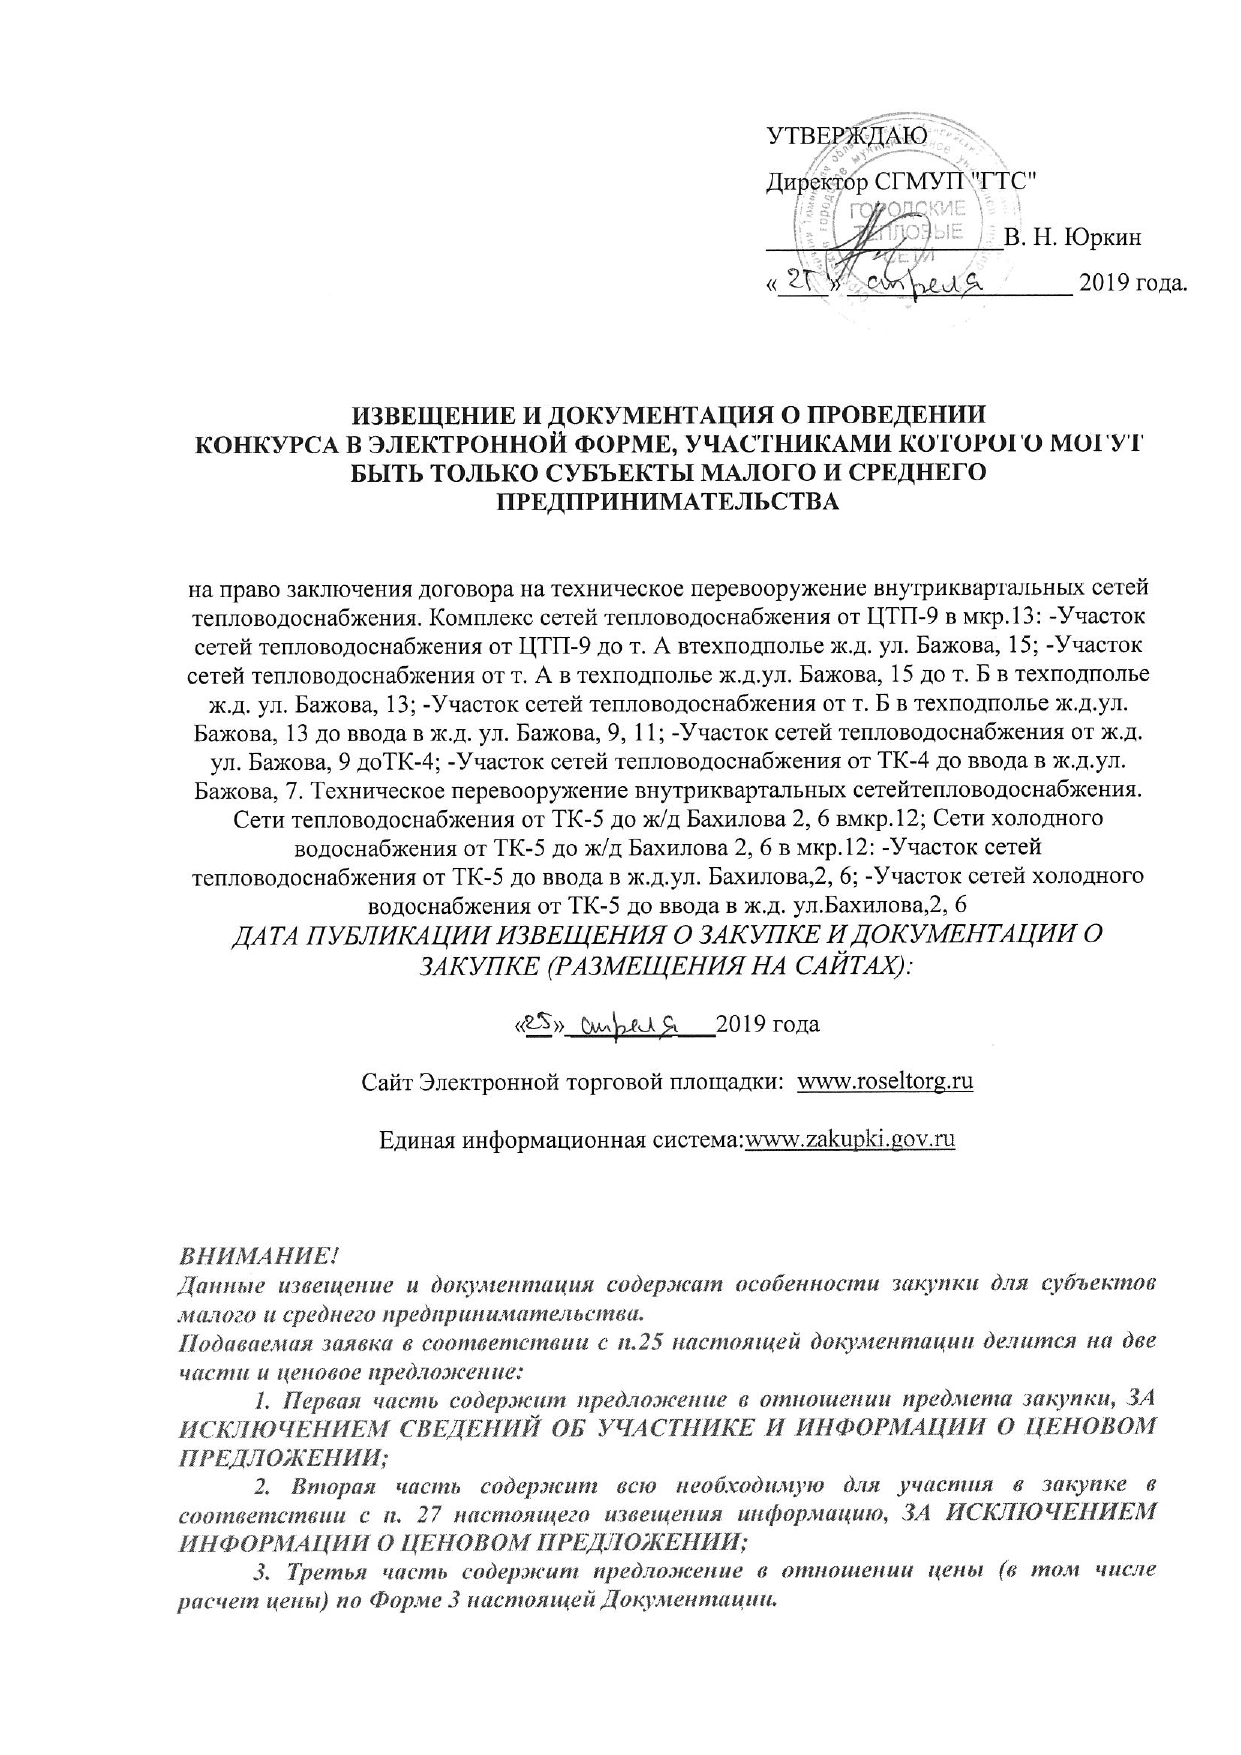 УТВЕРЖДАЮ
Директор СГМУП "ГТС"
ГОРОДСКИЕ
ТЕПЛОВЫЕ
СЕТИ
В. Н. Юркин
«25» апреля 2019 года.
ИЗВЕЩЕНИЕ И ДОКУМЕНТАЦИЯ О ПРОВЕДЕНИИ
КОНКУРСА В ЭЛЕКТРОННОЙ ФОРМЕ, УЧАСТНИКАМИ КОТОРОГО МОГУТ
БЫТЬ ТОЛЬКО СУБЪЕКТЫ МАЛОГО И СРЕДНЕГО
ПРЕДПРИНИМАТЕЛЬСТВА
на право заключения договора на техническое перевооружение внутриквартальных сетей
тепловодоснабжения. Комплекс сетей тепловодоснабжения от ЦТП-9 в мкр.13: -Участок
сетей тепловодоснабжения от ЦТП-9 до т. А втехподполье ж.д. ул. Бажова, 15; -Участок
сетей тепловодоснабжения от т. А в техподполье ж.д.ул. Бажова, 15 до т. Б в техподполье
ж.д. ул. Бажова, 13; -Участок сетей тепловодоснабжения от т. Б в техподполье ж.д.ул.
Бажова, 13 до ввода в ж.д. ул. Бажова, 9, 11; -Участок сетей тепловодоснабжения от ж.д.
ул. Бажова, 9 доТК-4; -Участок сетей тепловодоснабжения от ТК-4 до ввода в ж.д.ул.
Бажова, 7. Техническое перевооружение внутриквартальных сетейтепловодоснабжения.
Сети тепловодоснабжения от ТК-5 до ж/д Бахилова 2, 6 вмкр.12; Сети холодного
водоснабжения от ТК-5 до ж/д Бахилова 2, 6 в мкр.12: -Участок сетей
тепловодоснабжения от ТК-5 до ввода в ж.д.ул. Бахилова,2, 6; -Участок сетей холодного
водоснабжения от ТК-5 до ввода в ж.д. ул.Бахилова,2, 6
ДАТА ПУБЛИКАЦИИ ИЗВЕЩЕНИЯ О ЗАКУПКЕ И ДОКУМЕНТАЦИИ О
ЗАКУПКЕ (РАЗМЕЩЕНИЯ НА САЙТАХ):
«25» апреля 2019 года
Сайт Электронной торговой площадки: www.roseltorg.ru
Единая информационная система:www.zakupki.gov.ru
ВНИМАНИЕ!
Данные извещение и документация содержат особенности закупки для субъектов
малого и среднего предпринимательства.
Подаваемая заявка в соответствии с п.25 настоящей документации делится на две
части и ценовое предложение:
1. Первая часть содержит предложение в отношении предмета закупки, ЗА
ИСКЛЮЧЕНИЕМ СВЕДЕНИЙ ОБ УЧАСТНИКЕ И ИНФОРМАЦИИ О ЦЕНОВОМ
ПРЕДЛОЖЕНИИ;
2. Вторая часть содержит всю необходимую для участия в закупке в
соответствии с п. 27 настоящего извещения информацию, ЗА ИСКЛЮЧЕНИЕМ
ИНФОРМАЦИИ О ЦЕНОВОМ ПРЕДЛОЖЕНИИ;
3. Третья часть содержит предложение в отношении цены (в том числе
расчет цены) по Форме 3 настоящей Документации.